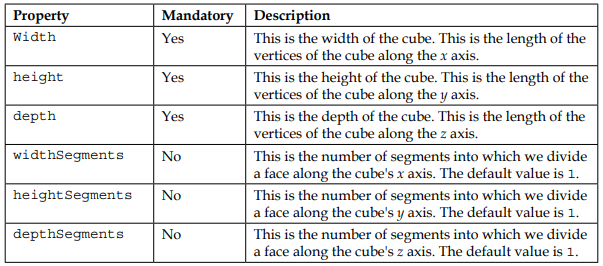 Property Mandatory Description
Width Yes This is the width of the cube. This is the length of the
vertices of the cube along the x axis.
height Yes This is the height of the cube. This is the length of the
vertices of the cube along the y axis.
depth Yes This is the depth of the cube. This is the length of the
vertices of the cube along the z axis.
widthSegments No This is the number of segments into which we divide
a face along the cube's x axis. The default value is 1.
heightSegments No This is the number of segments into which we divide
a face along the cube's y axis. The default value is 1.
depthSegments No This is the number of segments into which we divide
a face along the cube's z axis. The default value is 1.